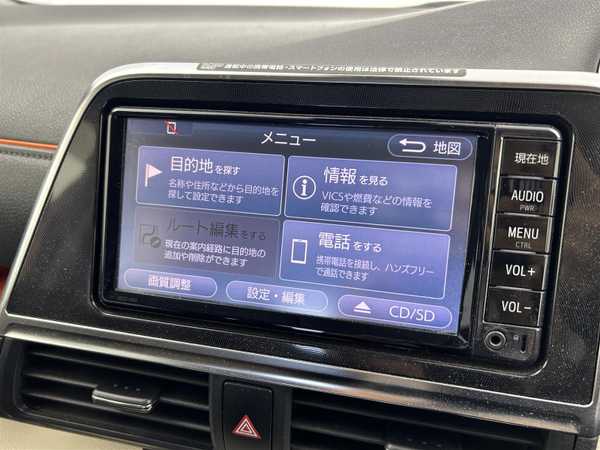 運転中の携帯電話・スマートフォンの使用は法律で禁止されています
メニュー
地図
目的地を探す
名称や住所などから目的地を
探して設定できます
情報を見る
VICSや燃費などの情報を
確認できます
ルート編集をする
現在の案内経路に目的地の
追加や削除ができます
電話をする
携帯電話を接続し、ハンズフリー
で通話できます
画質調整
設定・編集
CD/SD
現在地
AUDIO
PWR
MENU
CTRL
VOL+
VOL-